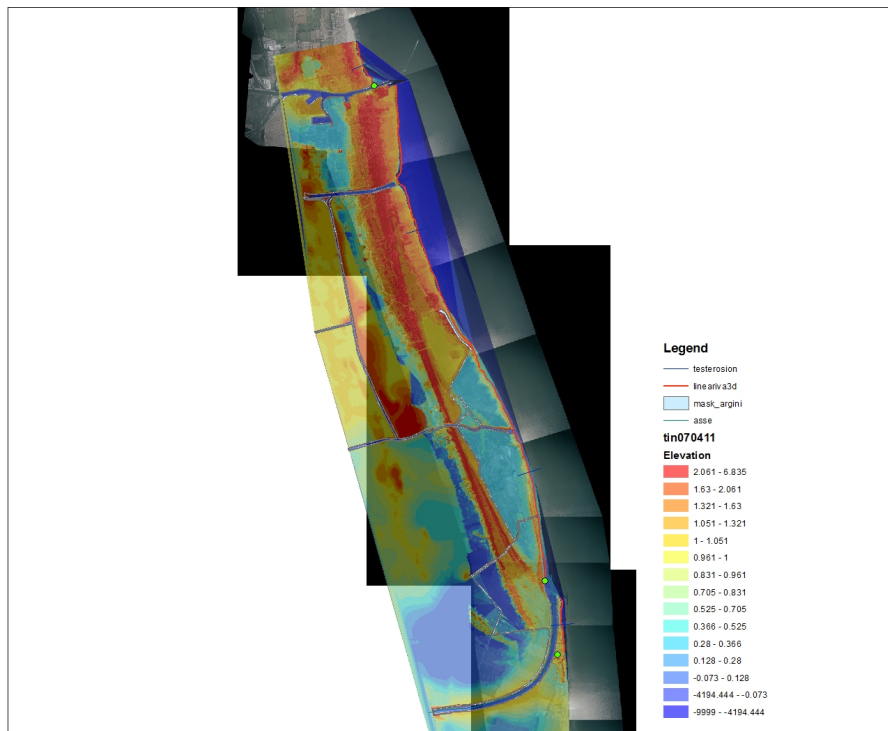 Legend
testerosion
lineariva3d
mask_argini
asse
tin070411
Elevation
2.061 - 6.835
1.63 - 2.061
1.321 - 1.63
1.051 - 1.321
1 - 1.051
0.961 - 1
0.831 - 0.961
0.705 - 0.831
0.525 - 0.705
0.366 - 0.525
0.28 - 0.366
0.128 - 0.28
-0.073 - 0.128
-4194.444 - -0.073
-9999 - -4194.444